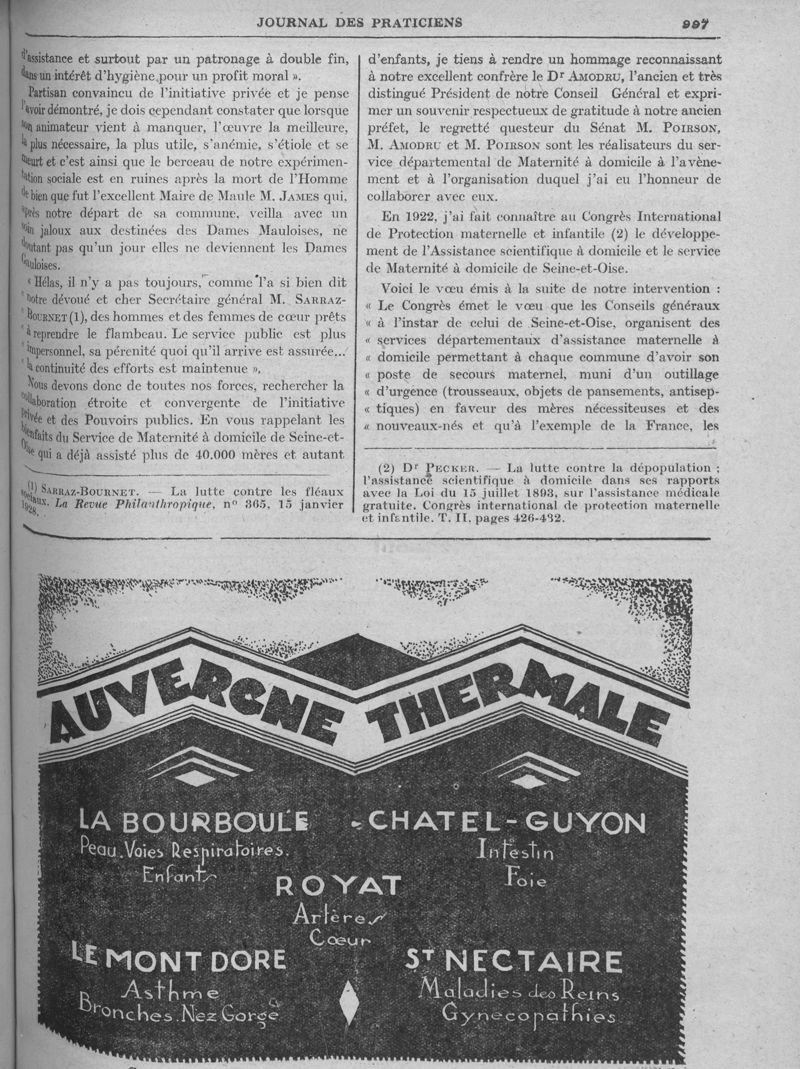 JOURNAL DES PRATICIENS
997
d'assistance et surtout par un patronage à double fin,
dans un intérêt d'hygiène pour un profit moral ».
Partisan convaincu de l'initiative privée et je pense
l'avoir démontré, je dois cependant constater que lorsque
son animateur vient à manquer, l'œuvre la meilleure,
la plus nécessaire, la plus utile, s'anémie, s'étiole et se
meurt et c'est ainsi que le berceau de notre expérimen-
tation sociale est en ruines après la mort de l'Homme
de bien que fut l'excellent Maire de Maule M. JAMES qui,
après notre départ de sa commune, veilla avec un
soin jaloux aux destinées des Dames Mauloises, ne
doutant pas qu'un jour elles ne deviennent les Dames
Gauloises.
« Hélas, il n'y a pas toujours, comme l'a si bien dit
notre dévoué et cher Secrétaire général M. SARRAZ-
BOURNET (1), des hommes et des femmes de cœur prêts
à reprendre le flambeau. Le service public est plus
impersonnel, sa pérenité quoi qu'il arrive est assurée...
la continuité des efforts est maintenue ».
Nous devons donc de toutes nos forces, rechercher la
collaboration étroite et convergente de l'initiative
privée et des Pouvoirs publics. En vous rappelant les
bienfaits du Service de Maternité à domicile de Seine-et-
Oise qui a déjà assisté plus de 40.000 mères et autant
(1) SARRAZ-BOURNET. — La lutte contre les fléaux
sociaux. La Revue Philanthropique, n° 365, 15 janvier
1928.
d'enfants, je tiens à rendre un hommage reconnaissant
à notre excellent confrère le Dr AMODRU, l'ancien et très
distingué Président de notre Conseil Général et expri-
mer un souvenir respectueux de gratitude à notre ancien
préfet, le regretté questeur du Sénat M. POIRSON,
M. AMODRU et M. POIRSON sont les réalisateurs du ser-
vice départemental de Maternité à domicile à l'avène-
ment et à l'organisation duquel j'ai eu l'honneur de
collaborer avec eux.
En 1922, j'ai fait connaître au Congrès International
de Protection maternelle et infantile (2) le développe-
ment de l'Assistance scientifique à domicile et le service
de Maternité à domicile de Seine-et-Oise.
Voici le vœu émis à la suite de notre intervention :
« Le Congrès émet le vœu que les Conseils généraux
« à l'instar de celui de Seine-et-Oise, organisent des
« services départementaux d'assistance maternelle à
« domicile permettant à chaque commune d'avoir son
« poste de secours maternel, muni d'un outillage
« d'urgence (trousseaux, objets de pansements, antisep-
« tiques) en faveur des mères nécessiteuses et des
« nouveaux-nés et qu'à l'exemple de la France, les
(2) Dr PECKER. — La lutte contre la dépopulation ;
l'assistance scientifique à domicile dans ses rapports
avec la Loi du 15 juillet 1893, sur l'assistance médicale
gratuite. Congrès international de protection maternelle
et infantile. T. II, pages 426-432.
AUVERGNE THERMALE
LA BOURBOULE
Peau. Voies Respiratoires.
Enfants
CHATEL-GUYON
Intestin
Foie
ROYAT
Artères
Cœur
LE MONT DORE
Asthme
Bronches. Nez Gorge
ST NECTAIRE
Maladies des Reins
Gynecopathies